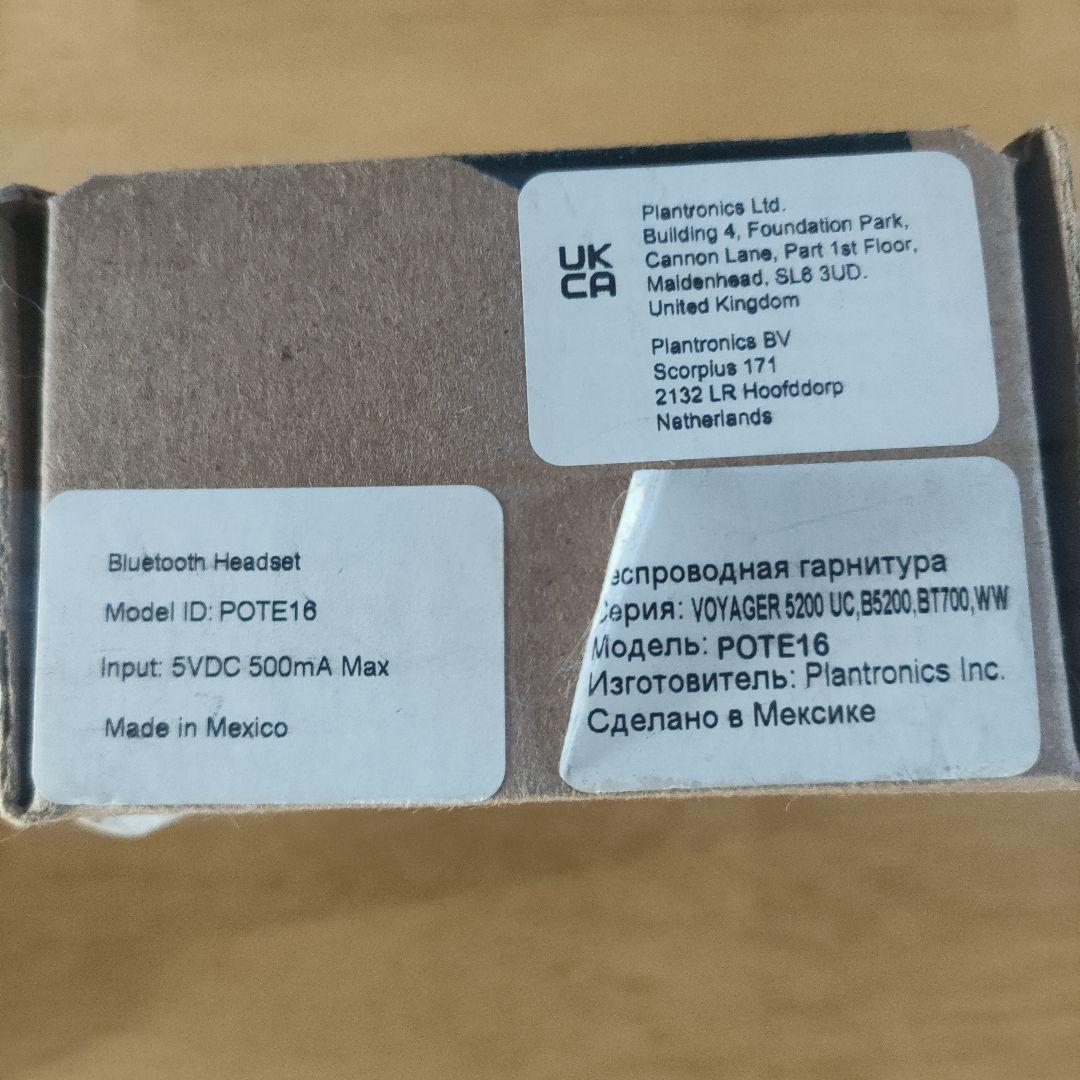 UK
CA
Plantronics Ltd.
Building 4, Foundation Park,
Cannon Lane, Part 1st Floor,
Maidenhead, SL6 3UD.
United Kingdom
Plantronics BV
Scorpius 171
2132 LR Hoofddorp
Netherlands
Bluetooth Headset
Model ID: POTE16
Input: 5VDC 500mA Max
Made in Mexico
еспроводная гарнитура
Серия: VOYAGER 5200 UC,B5200,BT700,WW
Модель: POTE16
Изготовитель: Plantronics Inc.
Сделано в Мексике